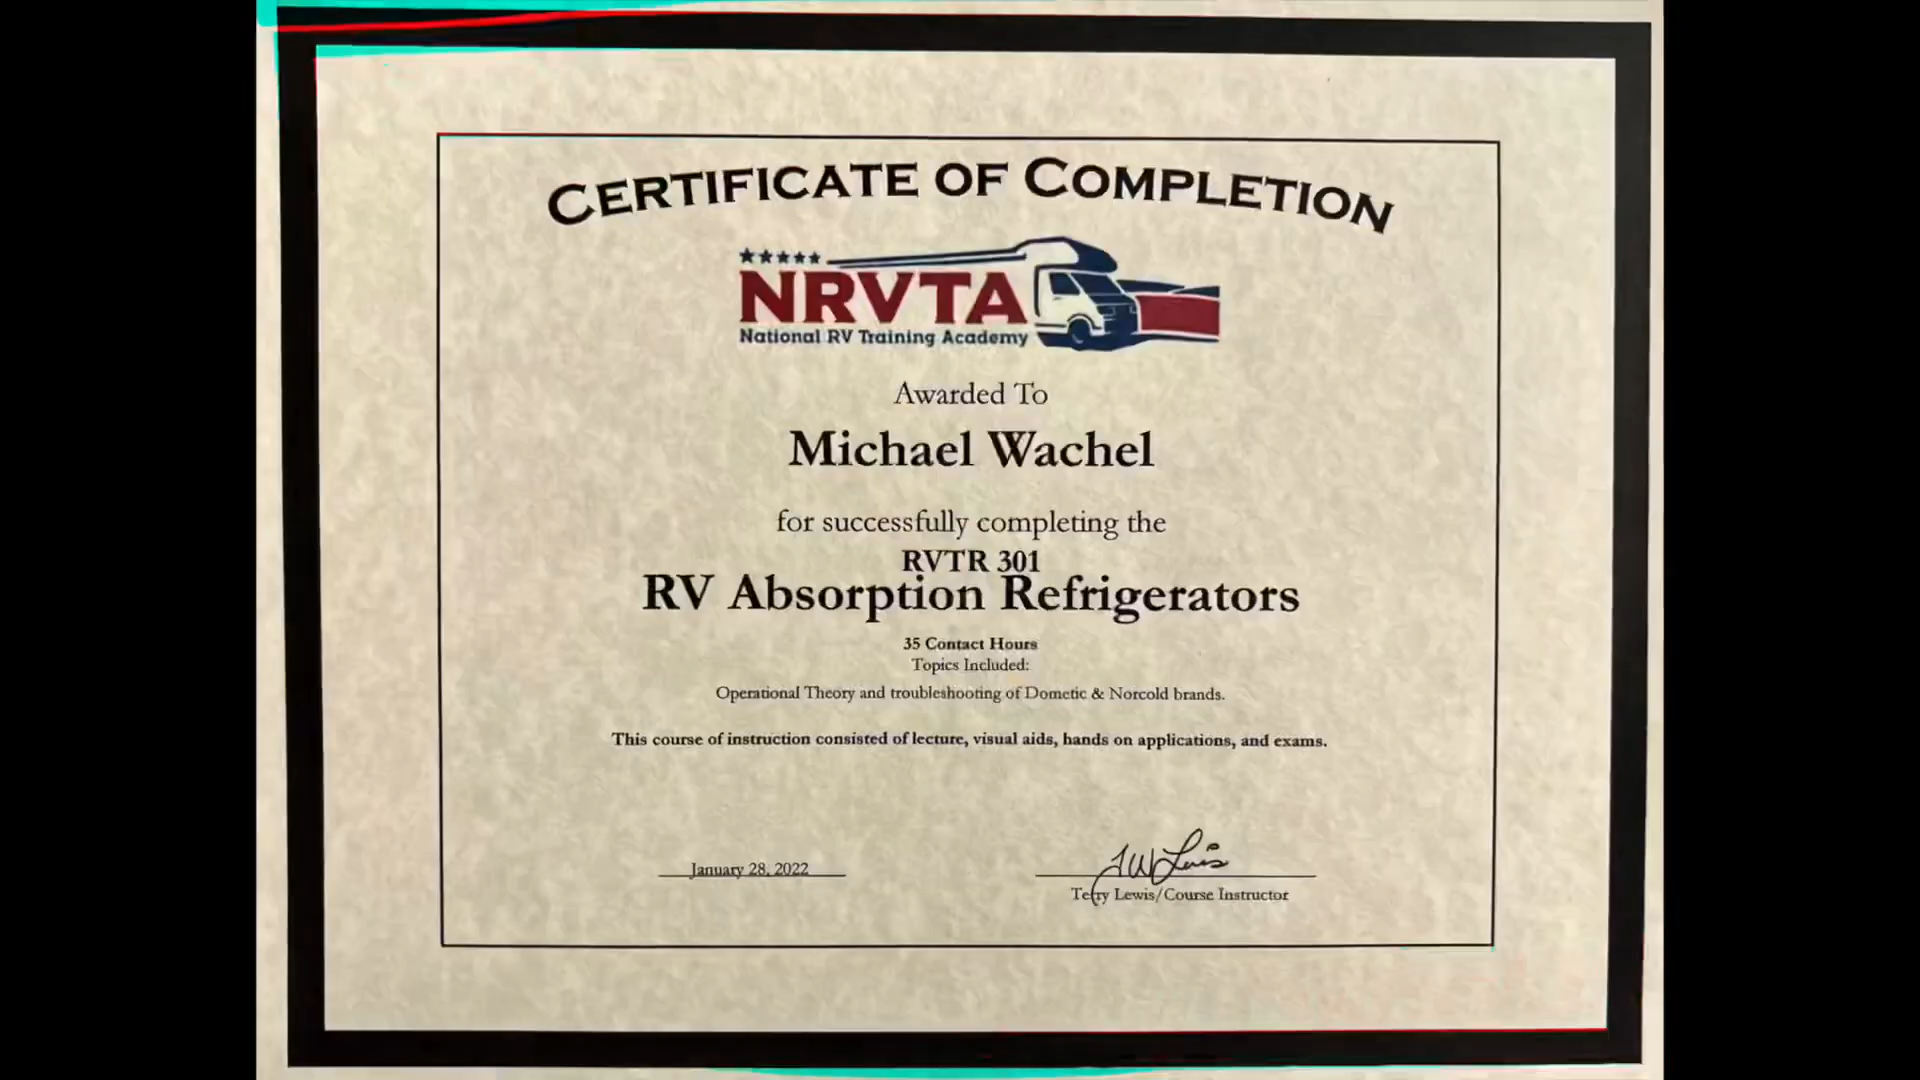 CERTIFICATE OF COMPLETION
NRVTA
National RV Training Academy
Awarded To
Michael Wachel
for successfully completing the
RVTR 301
RV Absorption Refrigerators
35 Contact Hours
Topics Included:
Operational Theory and troubleshooting of Dometic & Norcold brands.
This course of instruction consisted of lecture, visual aids, hands on applications, and exams.
January 28, 2022
TW Lewis
Terry Lewis/Course Instructor